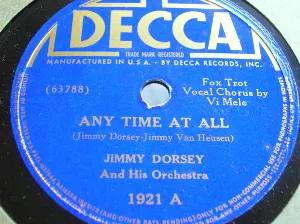 DECCA
TRADE MARK REGISTERED
MANUFACTURED IN U.S.A. · BY DECCA RECORDS, INC.
(63788)
Fox Trot
Vocal Chorus by
Vi Mele
ANY TIME AT ALL
(Jimmy Dorsey-Jimmy Van Heusen)
JIMMY DORSEY
And His Orchestra
1921 A